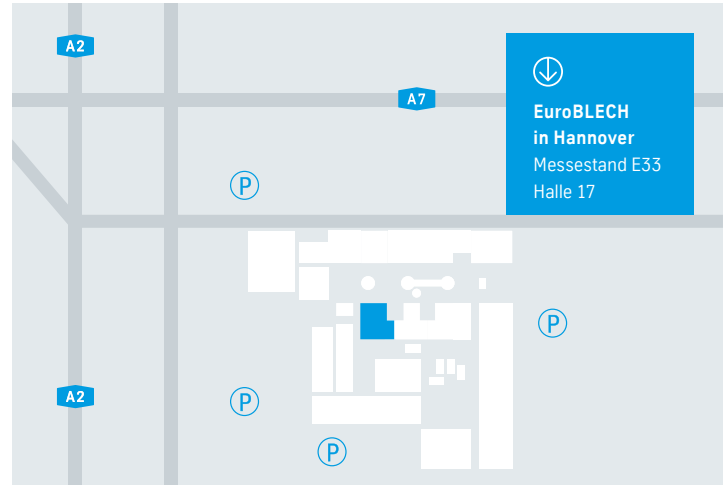 A2
A7
EuroBLECH
in Hannover
Messestand E33
Halle 17
P
P
A2
P
P